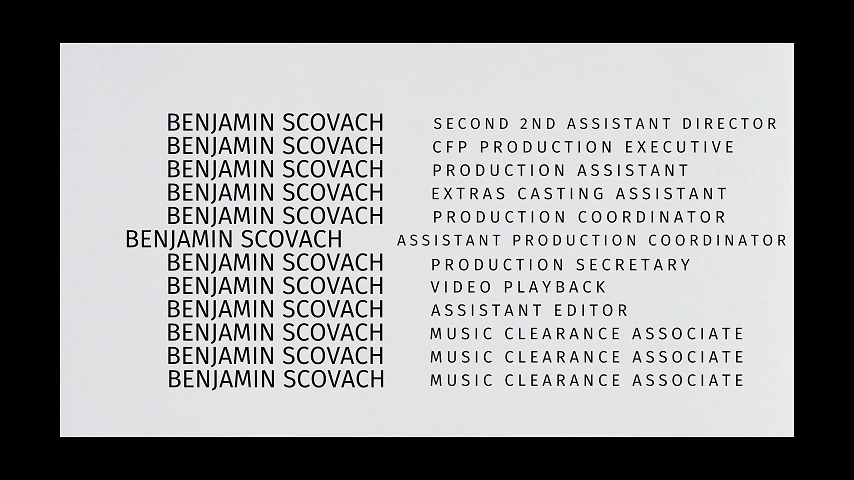 BENJAMIN SCOVACH SECOND 2ND ASSISTANT DIRECTOR
BENJAMIN SCOVACH CFP PRODUCTION EXECUTIVE
BENJAMIN SCOVACH PRODUCTION ASSISTANT
BENJAMIN SCOVACH EXTRAS CASTING ASSISTANT
BENJAMIN SCOVACH PRODUCTION COORDINATOR
BENJAMIN SCOVACH ASSISTANT PRODUCTION COORDINATOR
BENJAMIN SCOVACH PRODUCTION SECRETARY
BENJAMIN SCOVACH VIDEO PLAYBACK
BENJAMIN SCOVACH ASSISTANT EDITOR
BENJAMIN SCOVACH MUSIC CLEARANCE ASSOCIATE
BENJAMIN SCOVACH MUSIC CLEARANCE ASSOCIATE
BENJAMIN SCOVACH MUSIC CLEARANCE ASSOCIATE